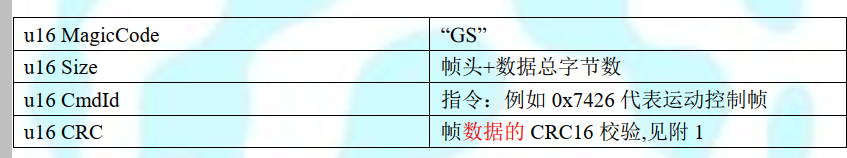 u16 MagicCode “GS”
u16 Size 帧头+数据总字节数
u16 CmdId 指令：例如 0x7426 代表运动控制帧
u16 CRC 帧数据的 CRC16 校验,见附 1